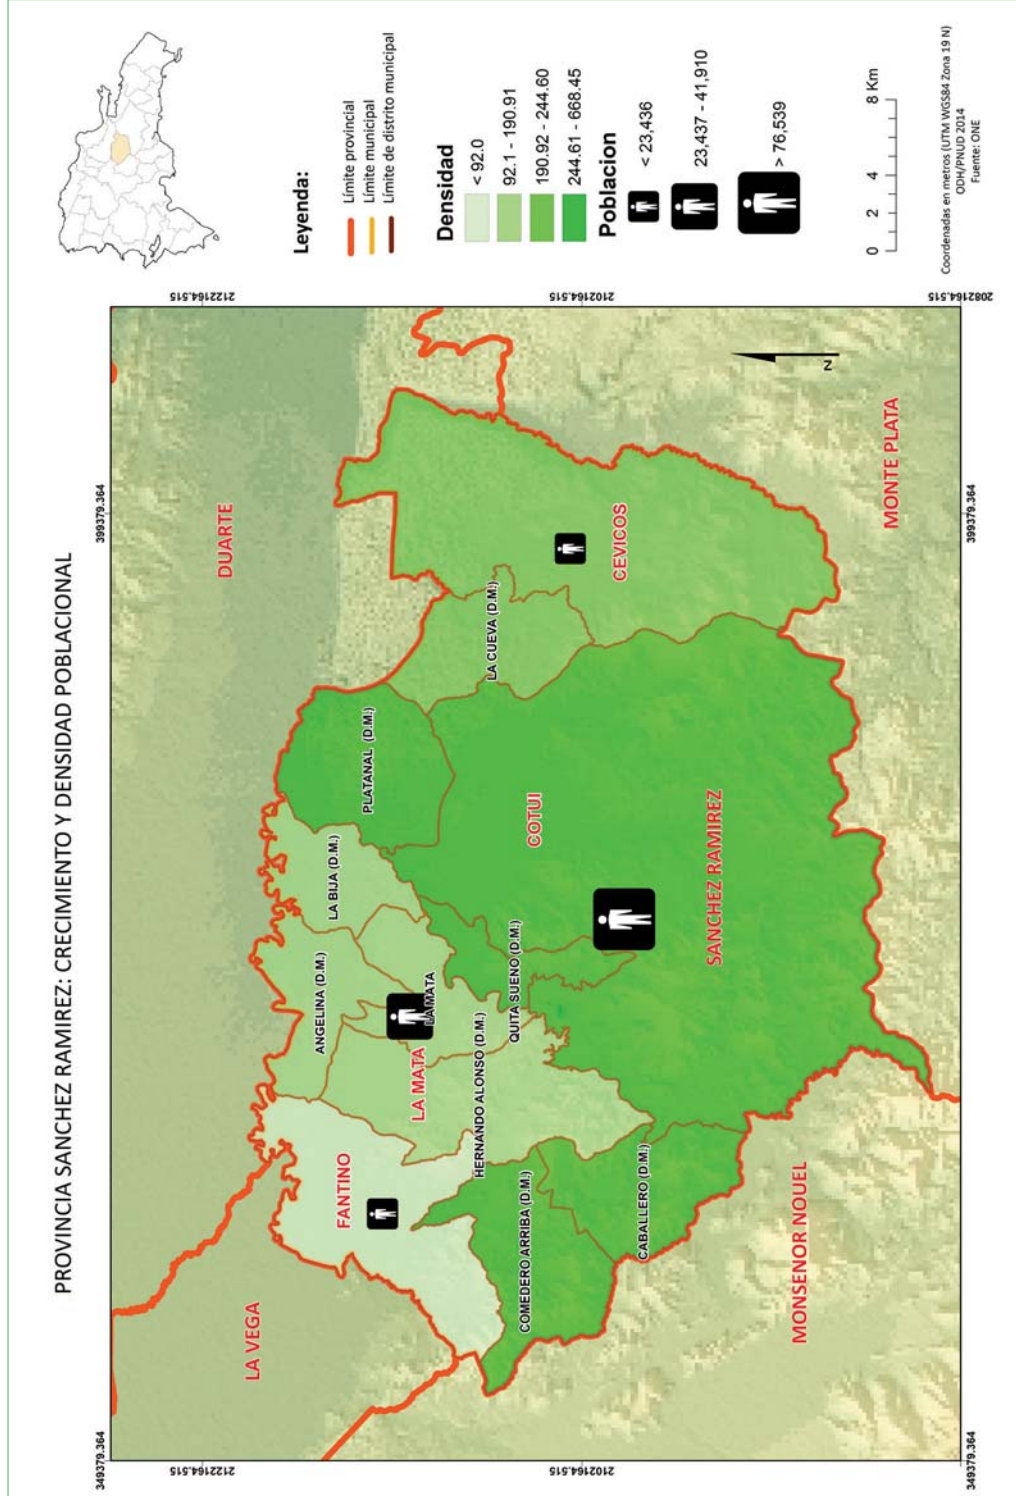 PROVINCIA SANCHEZ RAMIREZ: CRECIMIENTO Y DENSIDAD POBLACIONAL
349379.364
399379.364
2122164.515
2122164.515
2102164.515
2102164.515
2082164.515
349379.364
399379.364
LA VEGA
DUARTE
FANTINO
ANGELINA (D.M.)
LA BIJA (D.M.)
PLATANAL (D.M.)
LA MATA
LA MATA
HERNANDO ALONSO (D.M.)
QUITA SUENO (D.M.)
COTUI
LA CUEVA (D.M.)
CEVICOS
COMEDERO ARRIBA (D.M.)
CABALLERO (D.M.)
SANCHEZ RAMIREZ
MONSENOR NOUEL
MONTE PLATA
N
Leyenda:
Límite provincial
Límite municipal
Límite de distrito municipal
Densidad
< 92.0
92.1 - 190.91
190.92 - 244.60
244.61 - 668.45
Poblacion
< 23,436
23,437 - 41,910
> 76,539
0 2 4 8 Km
Coordenadas en metros (UTM WGS84 Zona 19 N)
ODH/PNUD 2014
Fuente: ONE